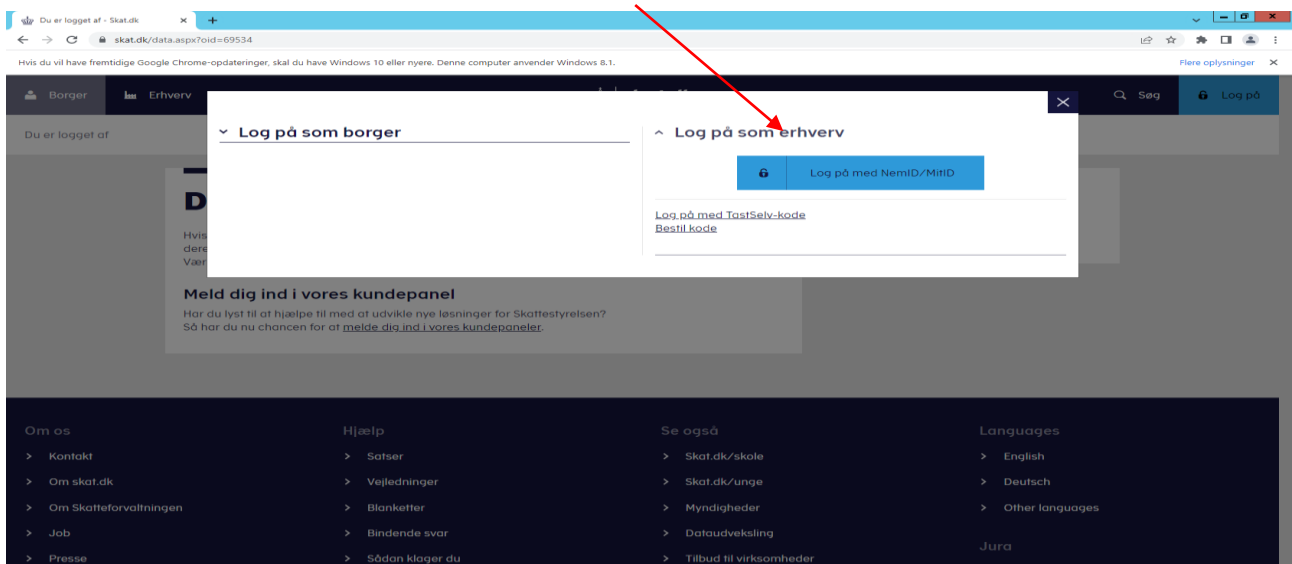 Du er logget af - Skat.dk
skat.dk/data.aspx?oid=69534
Hvis du vil have fremtidige Google Chrome-opdateringer, skal du have Windows 10 eller nyere. Denne computer anvender Windows 8.1.
Flere oplysninger
Borger
Erhverv
Søg
Log på
Du er logget af
Log på som borger
Log på som erhverv
Log på med NemID/MitID
Log på med TastSelv-kode
Bestil kode
D
Hvis
dere
Vær
Meld dig ind i vores kundepanel
Har du lyst til at hjælpe til med at udvikle nye løsninger for Skattestyrelsen?
Så har du nu chancen for at melde dig ind i vores kundepaneler.
Om os
Kontakt
Om skat.dk
Om Skatteforvaltningen
Job
Presse
Hjælp
Satser
Vejledninger
Blanketter
Bindende svar
Sådan klager du
Se også
Skat.dk/skole
Skat.dk/unge
Myndigheder
Dataudveksling
Tilbud til virksomheder
Languages
English
Deutsch
Other languages
Jura